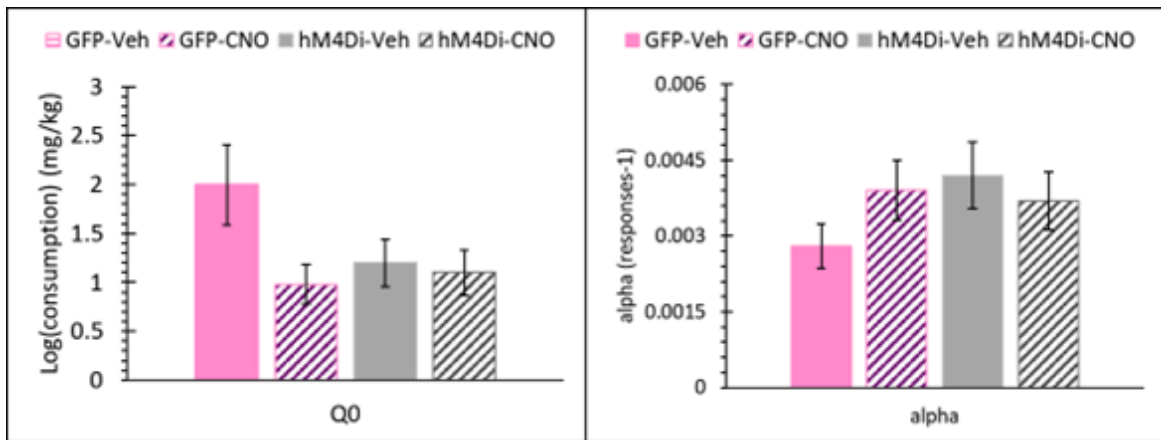 GFP-Veh GFP-CNO hM4Di-Veh hM4Di-CNO
Log(consumption) (mg/kg)
3
2.5
2
1.5
1
0.5
0
Q0
GFP-Veh GFP-CNO hM4Di-Veh hM4Di-CNO
alpha (responses-1)
0.006
0.0045
0.003
0.0015
0
alpha